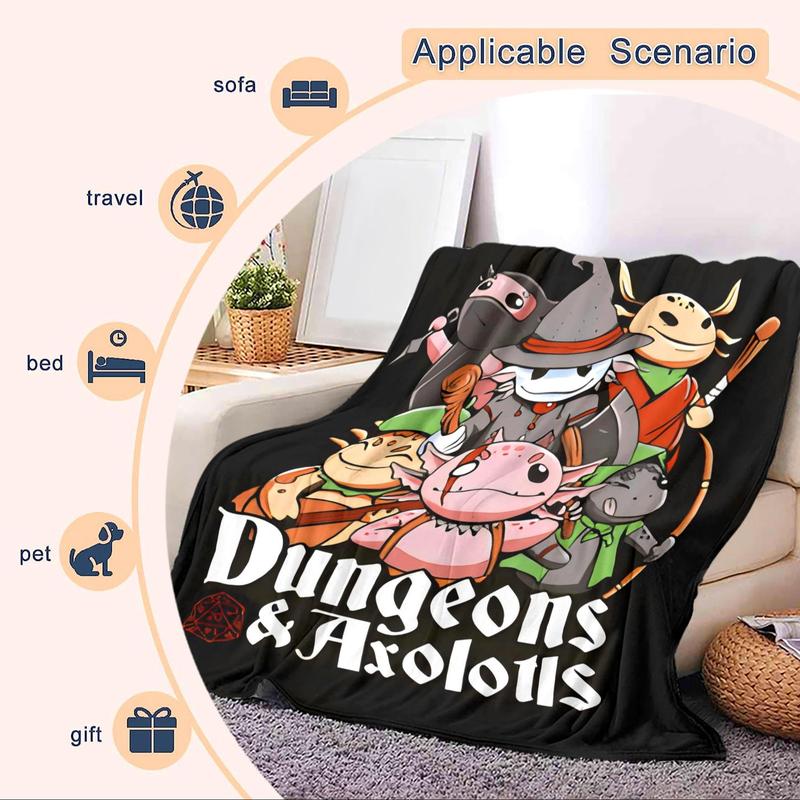 Applicable Scenario
sofa
travel
bed
pet
gift
Dungeons
& Axolotls